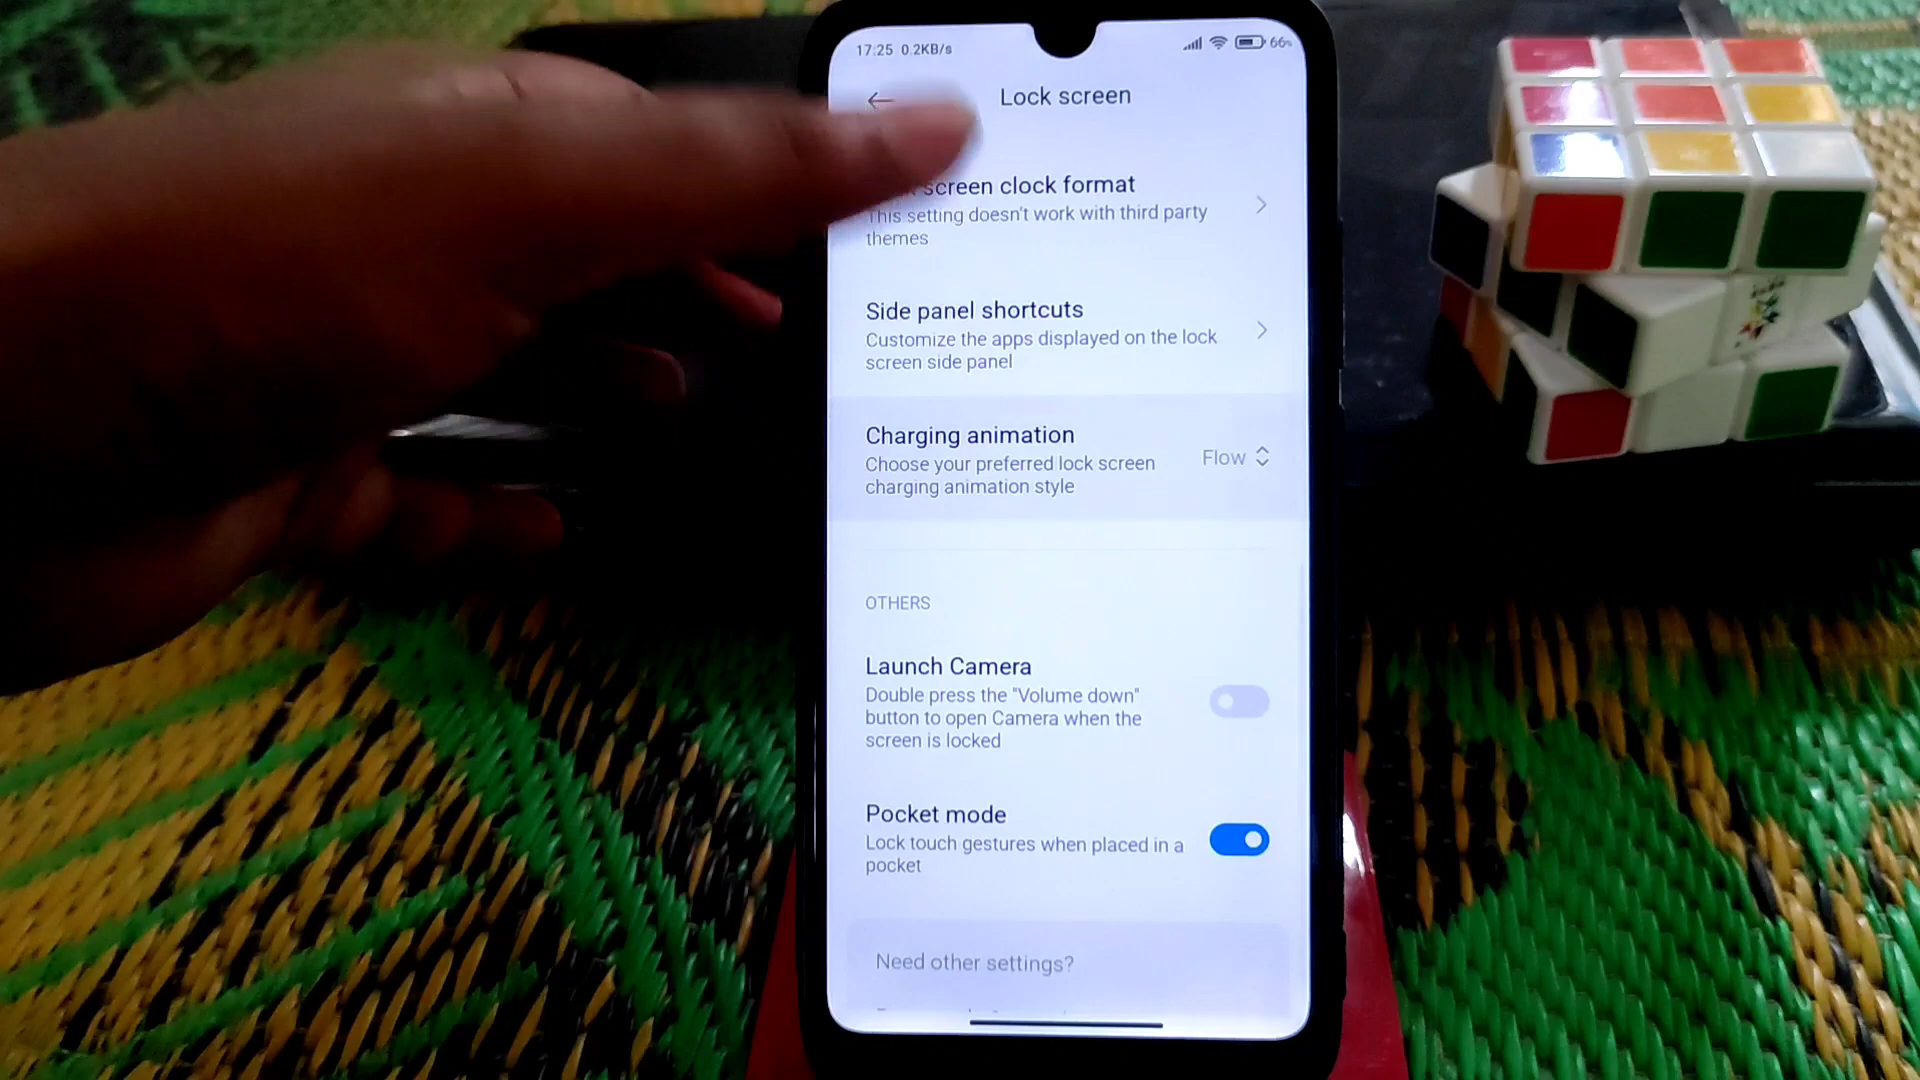 17:25 0.2KB/s
66%
Lock screen
screen clock format
This setting doesn't work with third party
themes
Side panel shortcuts
Customize the apps displayed on the lock
screen side panel
Charging animation
Choose your preferred lock screen
charging animation style
Flow
OTHERS
Launch Camera
Double press the "Volume down"
button to open Camera when the
screen is locked
Pocket mode
Lock touch gestures when placed in a
pocket
Need other settings?